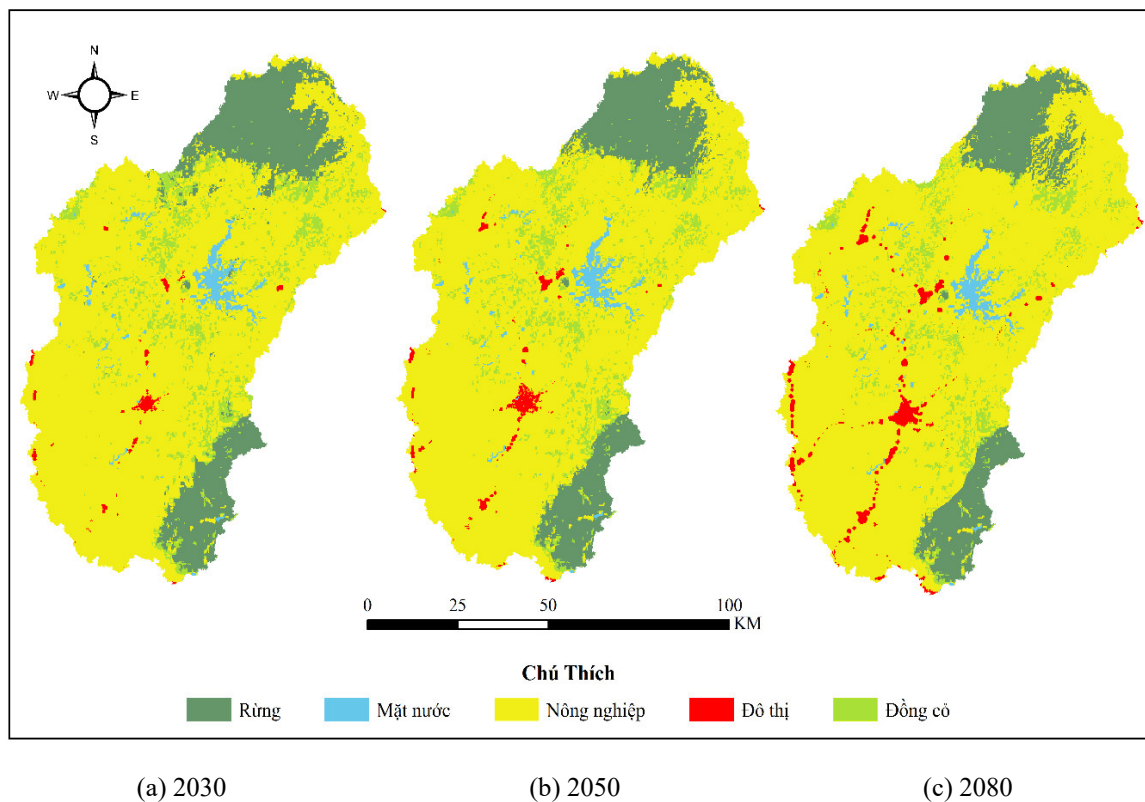 N
W E
S
0 25 50 100
KM
Chú Thích
Rừng Mặt nước Nông nghiệp Đô thị Đồng cỏ
(a) 2030 (b) 2050 (c) 2080